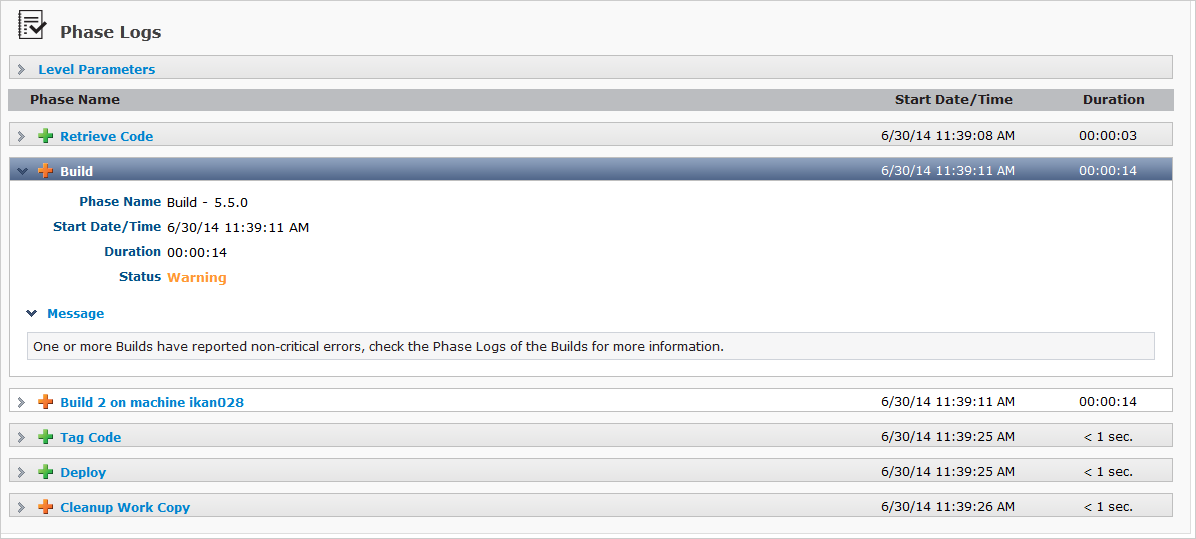 Phase Logs
Level Parameters
Phase Name Start Date/Time Duration
Retrieve Code 6/30/14 11:39:08 AM 00:00:03
Build 6/30/14 11:39:11 AM 00:00:14
Phase Name Build - 5.5.0
Start Date/Time 6/30/14 11:39:11 AM
Duration 00:00:14
Status Warning
Message
One or more Builds have reported non-critical errors, check the Phase Logs of the Builds for more information.
Build 2 on machine ikan028 6/30/14 11:39:11 AM 00:00:14
Tag Code 6/30/14 11:39:25 AM < 1 sec.
Deploy 6/30/14 11:39:25 AM < 1 sec.
Cleanup Work Copy 6/30/14 11:39:26 AM < 1 sec.